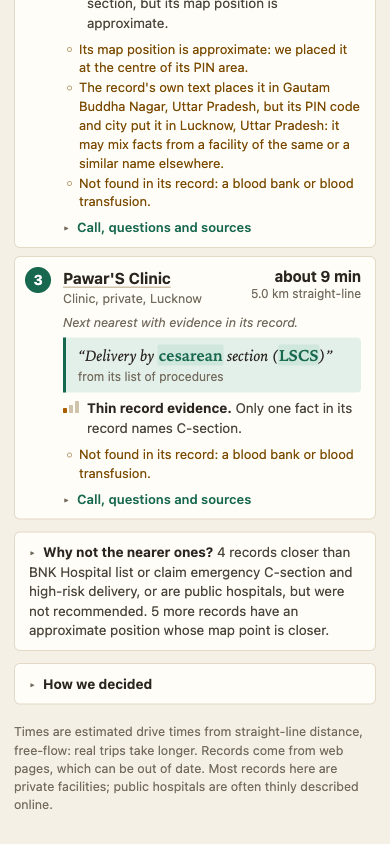 section, but its map position is
approximate.
Its map position is approximate: we placed it
at the centre of its PIN area.
The record's own text places it in Gautam
Buddha Nagar, Uttar Pradesh, but its PIN code
and city put it in Lucknow, Uttar Pradesh: it
may mix facts from a facility of the same or a
similar name elsewhere.
Not found in its record: a blood bank or blood
transfusion.
Call, questions and sources
3 Pawar'S Clinic about 9 min
Clinic, private, Lucknow 5.0 km straight-line
Next nearest with evidence in its record.
“Delivery by cesarean section (LSCS)”
from its list of procedures
Thin record evidence. Only one fact in its
record names C-section.
Not found in its record: a blood bank or blood
transfusion.
Call, questions and sources
Why not the nearer ones? 4 records closer than
BNK Hospital list or claim emergency C-section and
high-risk delivery, or are public hospitals, but were
not recommended. 5 more records have an
approximate position whose map point is closer.
How we decided
Times are estimated drive times from straight-line distance,
free-flow: real trips take longer. Records come from web
pages, which can be out of date. Most records here are
private facilities; public hospitals are often thinly described
online.